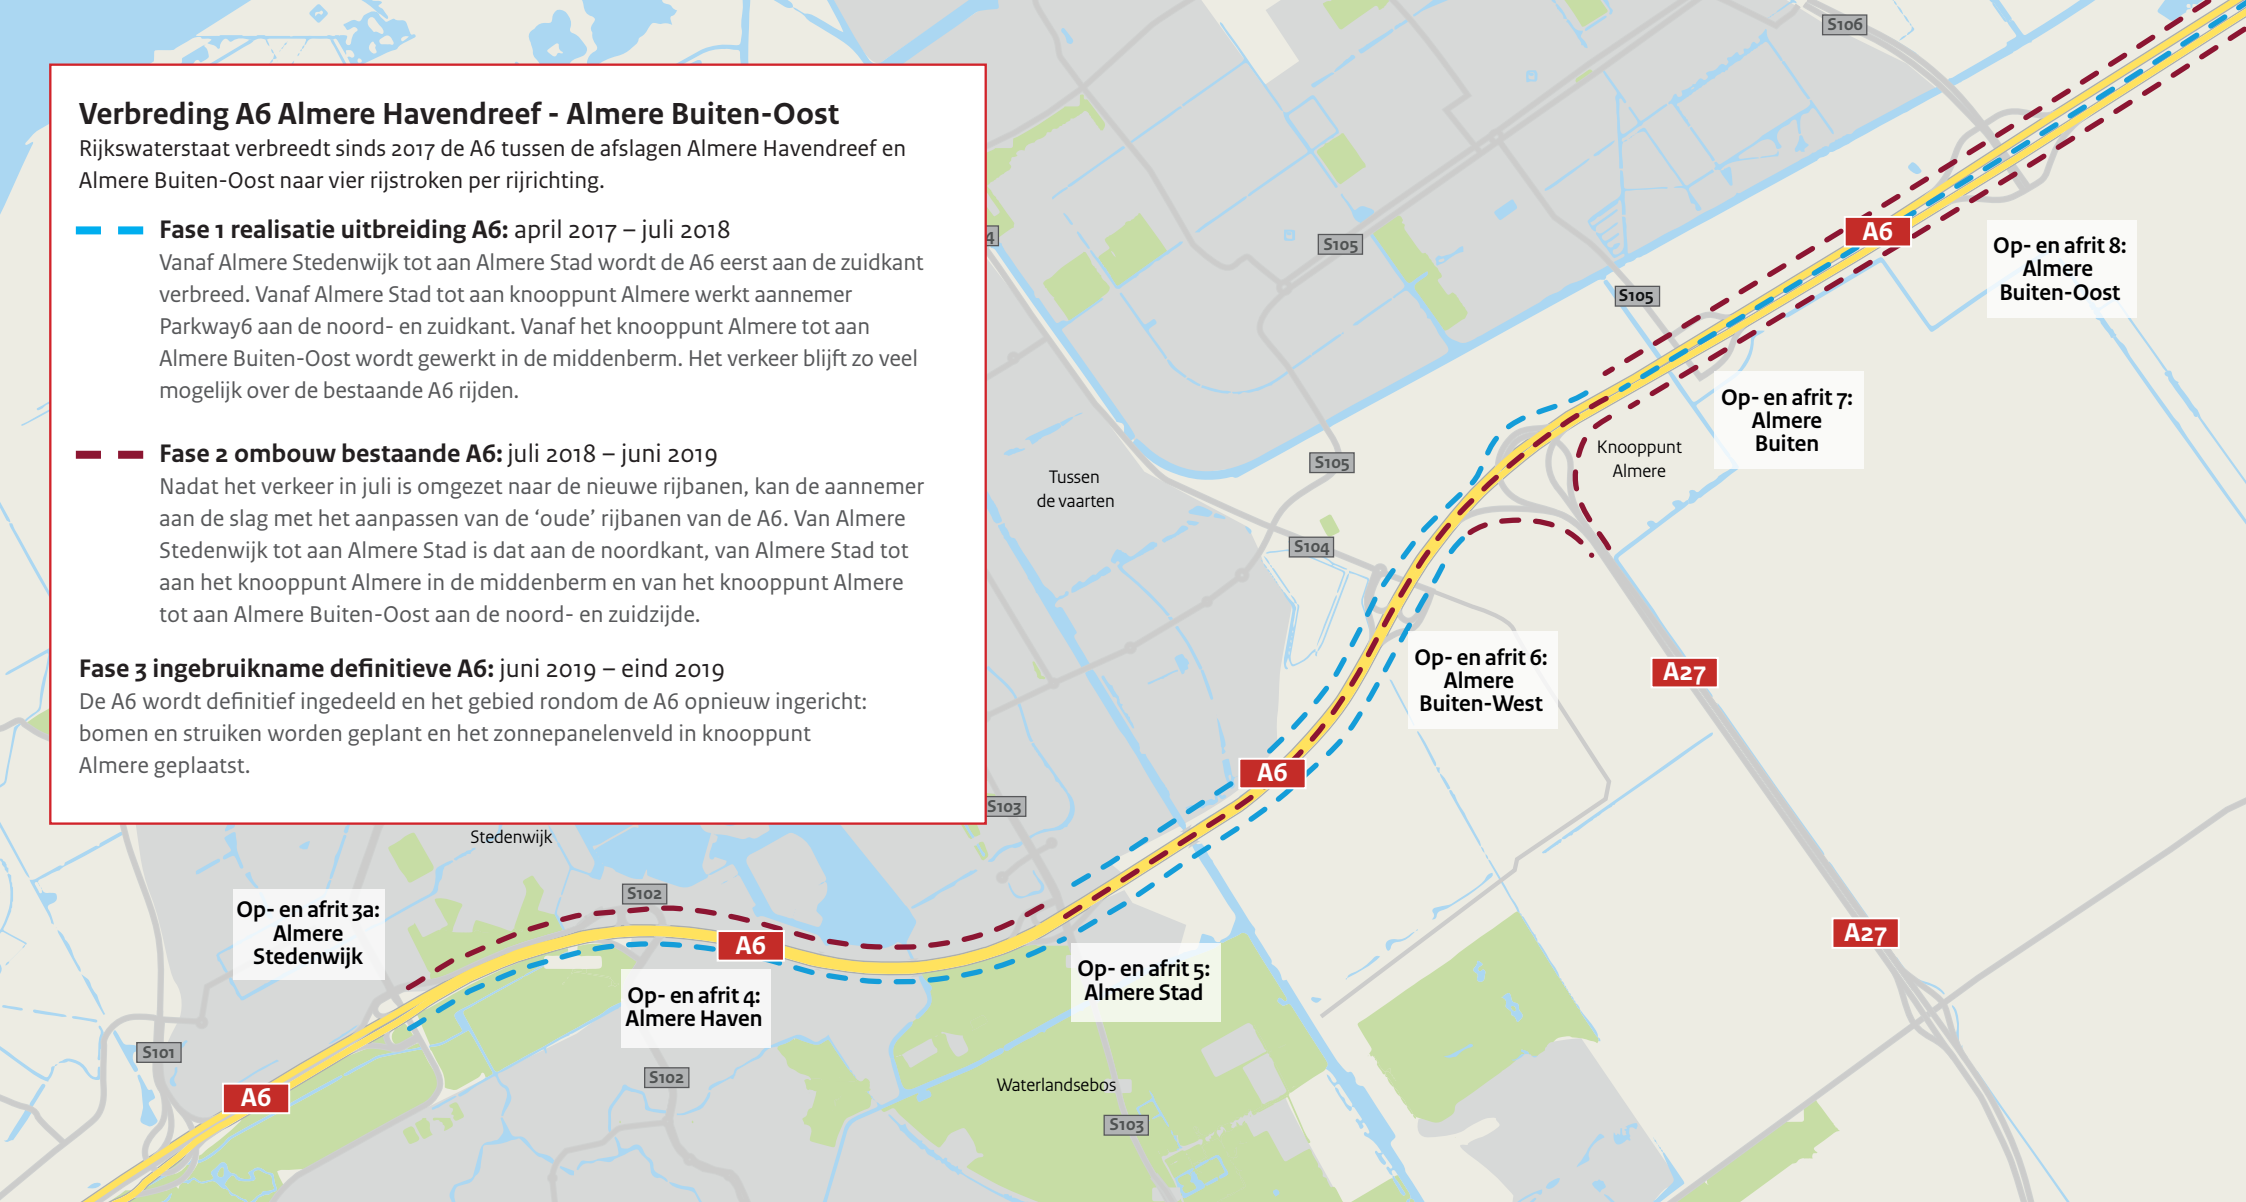 Verbreding A6 Almere Havendreef - Almere Buiten-Oost
Rijkswaterstaat verbreedt sinds 2017 de A6 tussen de afslagen Almere Havendreef en
Almere Buiten-Oost naar vier rijstroken per rijrichting.
Fase 1 realisatie uitbreiding A6: april 2017 – juli 2018
Vanaf Almere Stedenwijk tot aan Almere Stad wordt de A6 eerst aan de zuidkant
verbreed. Vanaf Almere Stad tot aan knooppunt Almere werkt aannemer
Parkway6 aan de noord- en zuidkant. Vanaf het knooppunt Almere tot aan
Almere Buiten-Oost wordt gewerkt in de middenberm. Het verkeer blijft zo veel
mogelijk over de bestaande A6 rijden.
Fase 2 ombouw bestaande A6: juli 2018 – juni 2019
Nadat het verkeer in juli is omgezet naar de nieuwe rijbanen, kan de aannemer
aan de slag met het aanpassen van de ‘oude’ rijbanen van de A6. Van Almere
Stedenwijk tot aan Almere Stad is dat aan de noordkant, van Almere Stad tot
aan het knooppunt Almere in de middenberm en van het knooppunt Almere
tot aan Almere Buiten-Oost aan de noord- en zuidzijde.
Fase 3 ingebruikname definitieve A6: juni 2019 – eind 2019
De A6 wordt definitief ingedeeld en het gebied rondom de A6 opnieuw ingericht:
bomen en struiken worden geplant en het zonnepanelenveld in knooppunt
Almere geplaatst.
S106
4
S105
A6
Op- en afrit 8:
Almere
Buiten-Oost
S105
Op- en afrit 7:
Almere
Buiten
Knooppunt
Almere
S105
Tussen
de vaarten
S104
Op- en afrit 6:
Almere
Buiten-West
A27
A6
S103
Stedenwijk
S102
Op- en afrit 3a:
Almere
Stedenwijk
A6
A27
Op- en afrit 5:
Almere Stad
Op- en afrit 4:
Almere Haven
S101
S102
Waterlandsebos
A6
S103